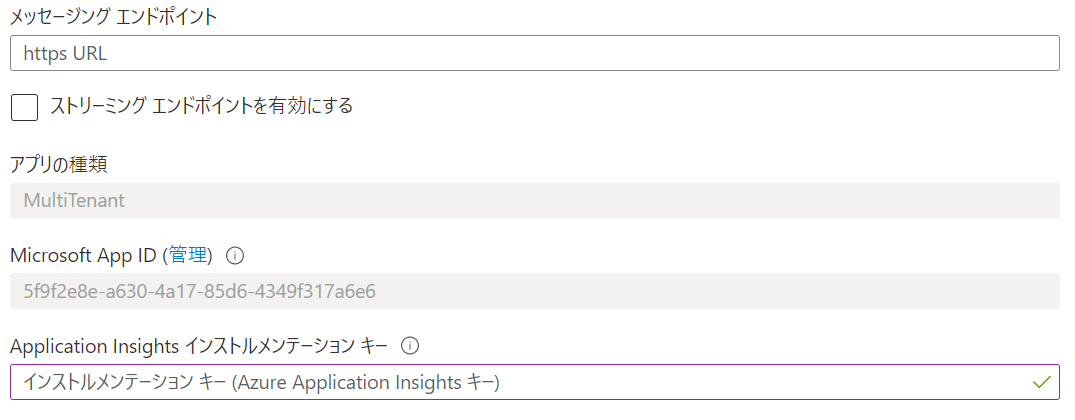 メッセージング エンドポイント
https URL
ストリーミング エンドポイントを有効にする
アプリの種類
MultiTenant
Microsoft App ID (管理)
5f9f2e8e-a630-4a17-85d6-4349f317a6e6
Application Insights インストルメンテーション キー
インストルメンテーション キー (Azure Application Insights キー)